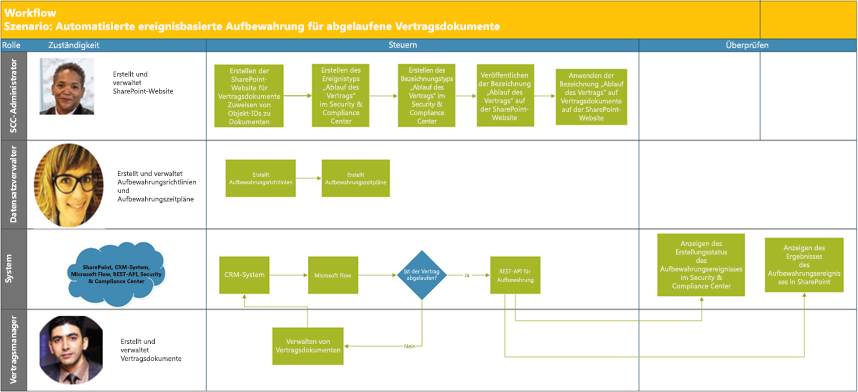 Workflow
Szenario: Automatisierte ereignisbasierte Aufbewahrung für abgelaufene Vertragsdokumente
Rolle
Zuständigkeit
Steuern
Überprüfen
SCC-Administrator
Erstellt und
verwaltet
SharePoint-Website
Erstellen der
SharePoint-
Website für
Vertragsdokumente
Zuweisen von
Objekt-IDs zu
Dokumenten
Erstellen des
Ereignistyps
„Ablauf des
Vertrags“
im Security &
Compliance
Center
Erstellen des
Bezeichnungstyps
„Ablauf des
Vertrags“ im
Security &
Compliance
Center
Veröffentlichen
der Bezeichnung
„Ablauf des
Vertrags“ auf
der SharePoint-
Website
Anwenden der
Bezeichnung „Ablauf
des Vertrags“ auf
Vertragsdokumente
auf der SharePoint-
Website
Datensatzverwalter
Erstellt und verwaltet
Aufbewahrungsrichtlinien
und
Aufbewahrungszeitpläne
Erstellt
Aufbewahrungsrichtlinien
Erstellt
Aufbewahrungszeitpläne
System
SharePoint, CRM-System,
Microsoft Flow, REST-API, Security
& Compliance Center
CRM-System
Microsoft Flow
Ist der Vertrag
abgelaufen?
Ja
REST-API für
Aufbewahrung
Anzeigen des
Erstellungsstatus
des
Aufbewahrungsereignisses
im Security &
Compliance Center
Anzeigen des
Ergebnisses
des
Aufbewahrungsereignis
ses in SharePoint
Vertragsmanager
Erstellt und
verwaltet
Vertragsdokumente
Verwalten von
Vertragsdokumenten
Nein